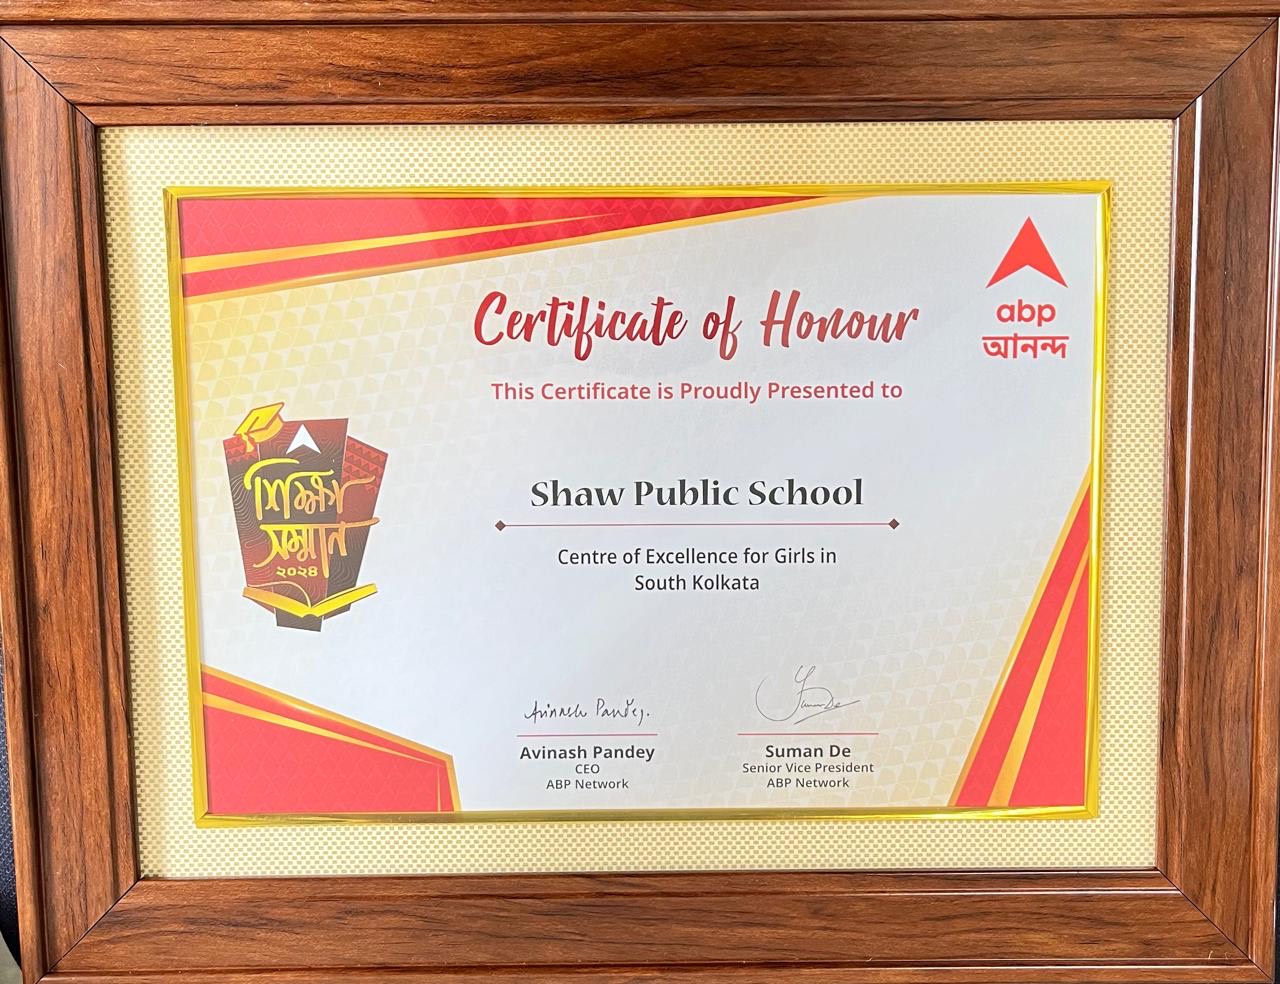 abp
আনন্দ
Certificate of Honour
This Certificate is Proudly Presented to
শিক্ষা
সম্মান
২০২৪
Shaw Public School
Centre of Excellence for Girls in
South Kolkata
Avinash Pandey.
Suman De
Avinash Pandey
CEO
ABP Network
Suman De
Senior Vice President
ABP Network